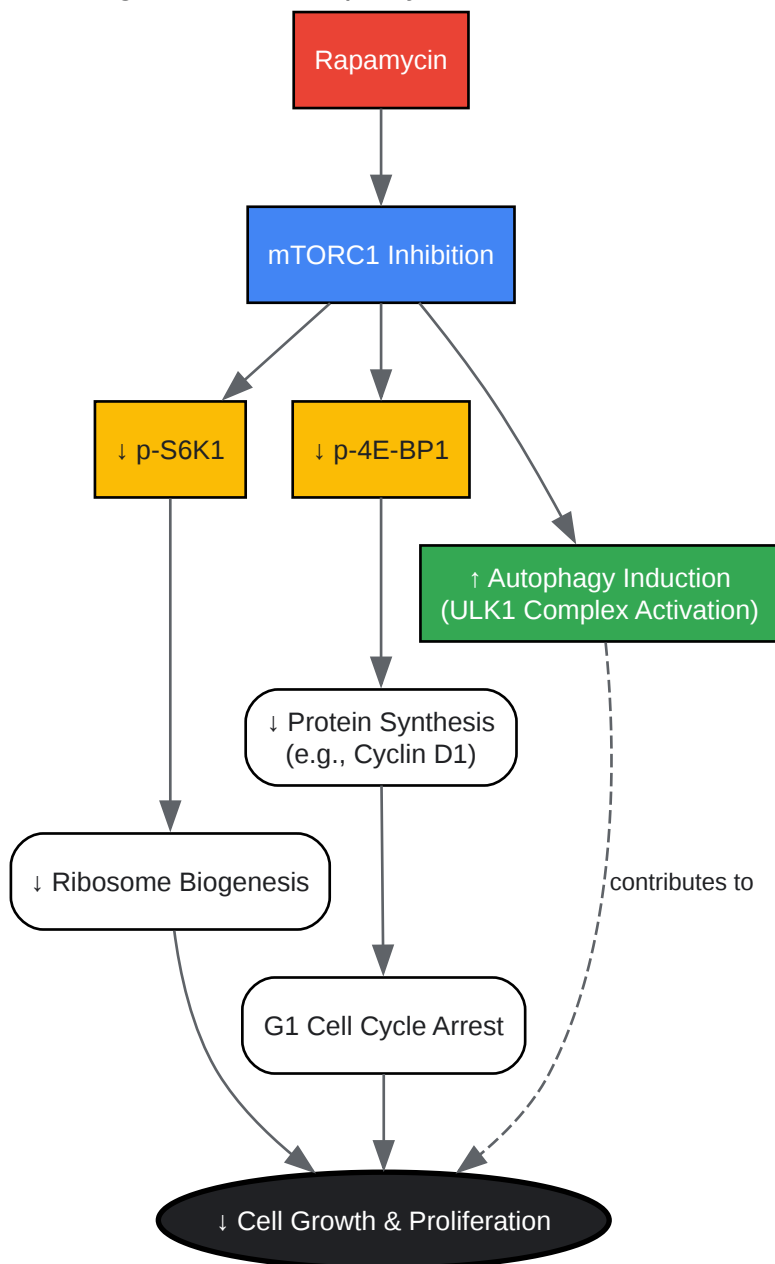 Rapamycin
mTORC1 Inhibition
↓ p-S6K1
↓ p-4E-BP1
↑ Autophagy Induction
(ULK1 Complex Activation)
↓ Protein Synthesis
(e.g., Cyclin D1)
↓ Ribosome Biogenesis
contributes to
G1 Cell Cycle Arrest
↓ Cell Growth & Proliferation